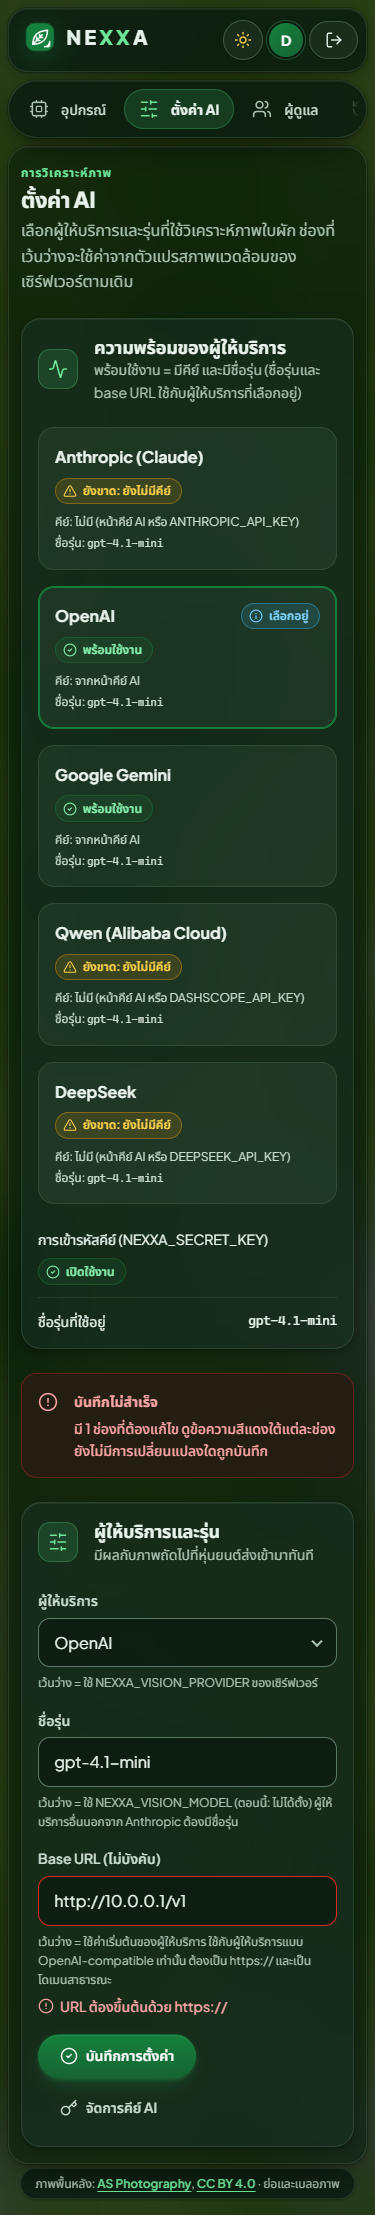 NEXXA
D
อุปกรณ์
ตั้งค่า AI
ผู้ดูแล
การวิเคราะห์ภาพ
ตั้งค่า AI
เลือกผู้ให้บริการและรุ่นที่ใช้วิเคราะห์ภาพใบผัก ช่องที่
เว้นว่างจะใช้ค่าจากตัวแปรสภาพแวดล้อมของ
เซิร์ฟเวอร์ตามเดิม
ความพร้อมของผู้ให้บริการ
พร้อมใช้งาน = มีคีย์ และมีชื่อรุ่น (ชื่อรุ่นและ
base URL ใช้กับผู้ให้บริการที่เลือกอยู่)
Anthropic (Claude)
ยังขาด: ยังไม่มีคีย์
คีย์: ไม่มี (หน้าคีย์ AI หรือ ANTHROPIC_API_KEY)
ชื่อรุ่น: gpt-4.1-mini
OpenAI
เลือกอยู่
พร้อมใช้งาน
คีย์: จากหน้าคีย์ AI
ชื่อรุ่น: gpt-4.1-mini
Google Gemini
พร้อมใช้งาน
คีย์: จากหน้าคีย์ AI
ชื่อรุ่น: gpt-4.1-mini
Qwen (Alibaba Cloud)
ยังขาด: ยังไม่มีคีย์
คีย์: ไม่มี (หน้าคีย์ AI หรือ DASHSCOPE_API_KEY)
ชื่อรุ่น: gpt-4.1-mini
DeepSeek
ยังขาด: ยังไม่มีคีย์
คีย์: ไม่มี (หน้าคีย์ AI หรือ DEEPSEEK_API_KEY)
ชื่อรุ่น: gpt-4.1-mini
การเข้ารหัสคีย์ (NEXXA_SECRET_KEY)
เปิดใช้งาน
ชื่อรุ่นที่ใช้อยู่ gpt-4.1-mini
บันทึกไม่สำเร็จ
มี 1 ช่องที่ต้องแก้ไข ดูข้อความสีแดงใต้แต่ละช่อง
ยังไม่มีการเปลี่ยนแปลงใดถูกบันทึก
ผู้ให้บริการและรุ่น
มีผลกับภาพถัดไปที่หุ่นยนต์ส่งเข้ามาทันที
ผู้ให้บริการ
OpenAI
เว้นว่าง = ใช้ NEXXA_VISION_PROVIDER ของเซิร์ฟเวอร์
ชื่อรุ่น
gpt-4.1-mini
เว้นว่าง = ใช้ NEXXA_VISION_MODEL (ตอนนี้: ไม่ได้ตั้ง) ผู้ให้
บริการอื่นนอกจาก Anthropic ต้องมีชื่อรุ่น
Base URL (ไม่บังคับ)
http://10.0.0.1/v1
เว้นว่าง = ใช้ค่าเริ่มต้นของผู้ให้บริการ ใช้กับผู้ให้บริการแบบ
OpenAI-compatible เท่านั้น ต้องเป็น https:// และเป็น
โดเมนสาธารณะ
URL ต้องขึ้นต้นด้วย https://
บันทึกการตั้งค่า
จัดการคีย์ AI
ภาพพื้นหลัง: AS Photography, CC BY 4.0 · ย่อและเบลอภาพ